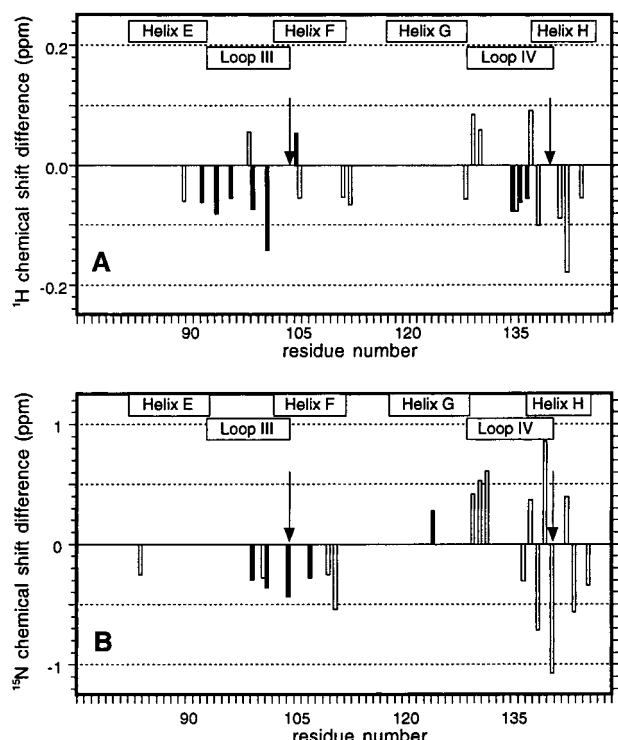 Helix E Helix F Helix G Helix H
Loop III Loop IV
0.2
0.0
-0.2
¹H chemical shift difference (ppm)
A
90 105 120 135
residue number
Helix E Helix F Helix G Helix H
Loop III Loop IV
1
0
-1
¹⁵N chemical shift difference (ppm)
B
90 105 120 135
residue number